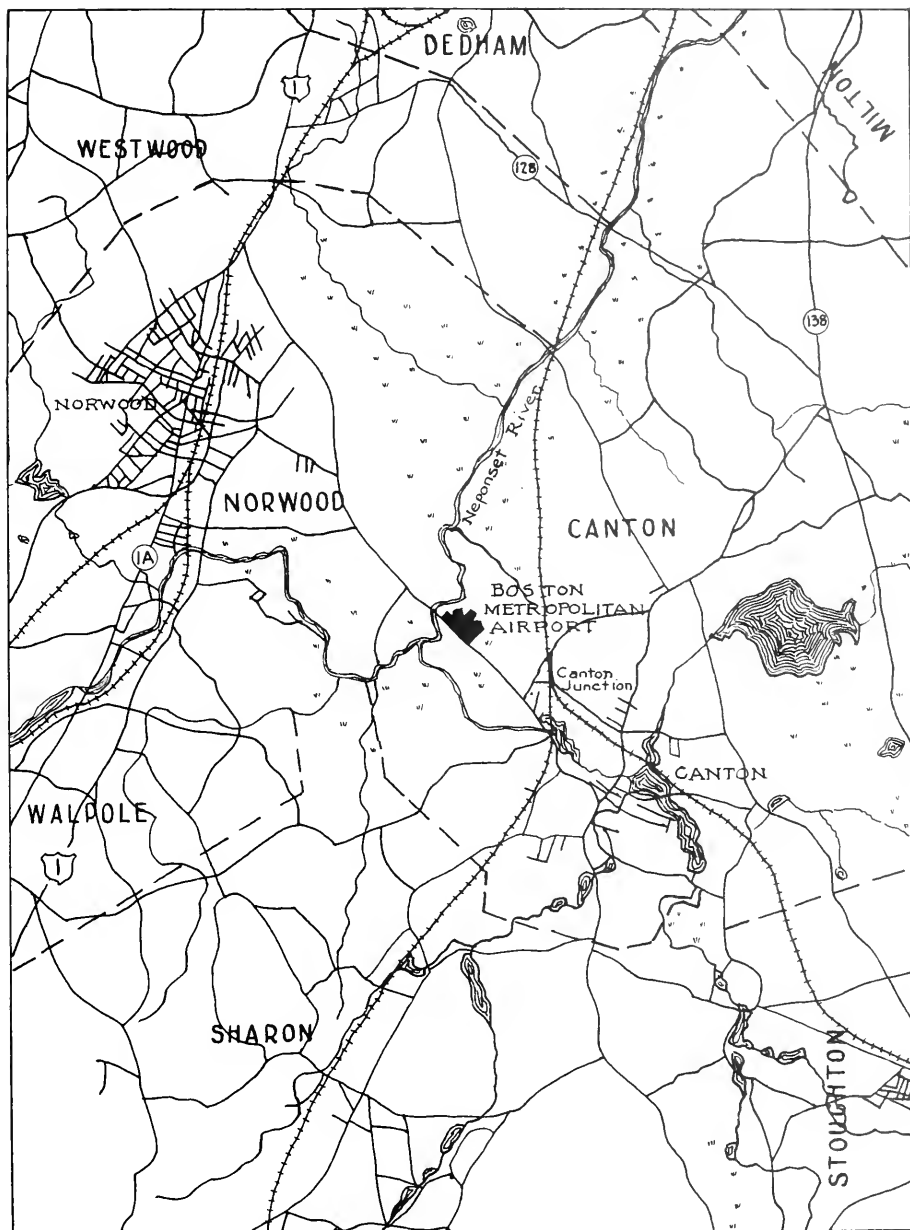 DEDHAM
1
MILTON
WESTWOOD
128
138
NORWOOD
Neponset River
NORWOOD
CANTON
1A
BOSTON
METROPOLITAN
AIRPORT
Canton
Junction
CANTON
WALPOLE
1
SHARON
STOUGHTON